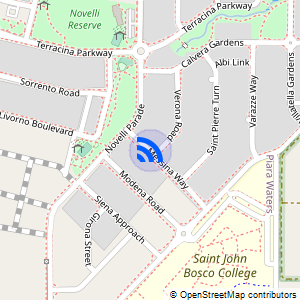 Novelli
Reserve
Terracina Parkway
Calvera Gardens
Terracina Parkway
Albi Link
Sorrento Road
Novelli Parade
Verona Road
Saint Pierre Turn
Varazze Way
Livorno Boulevard
Messina Way
Piara Waters
Modena Road
Siena Approach
Girona Street
Saint John
Bosco College
© OpenStreetMap contributors